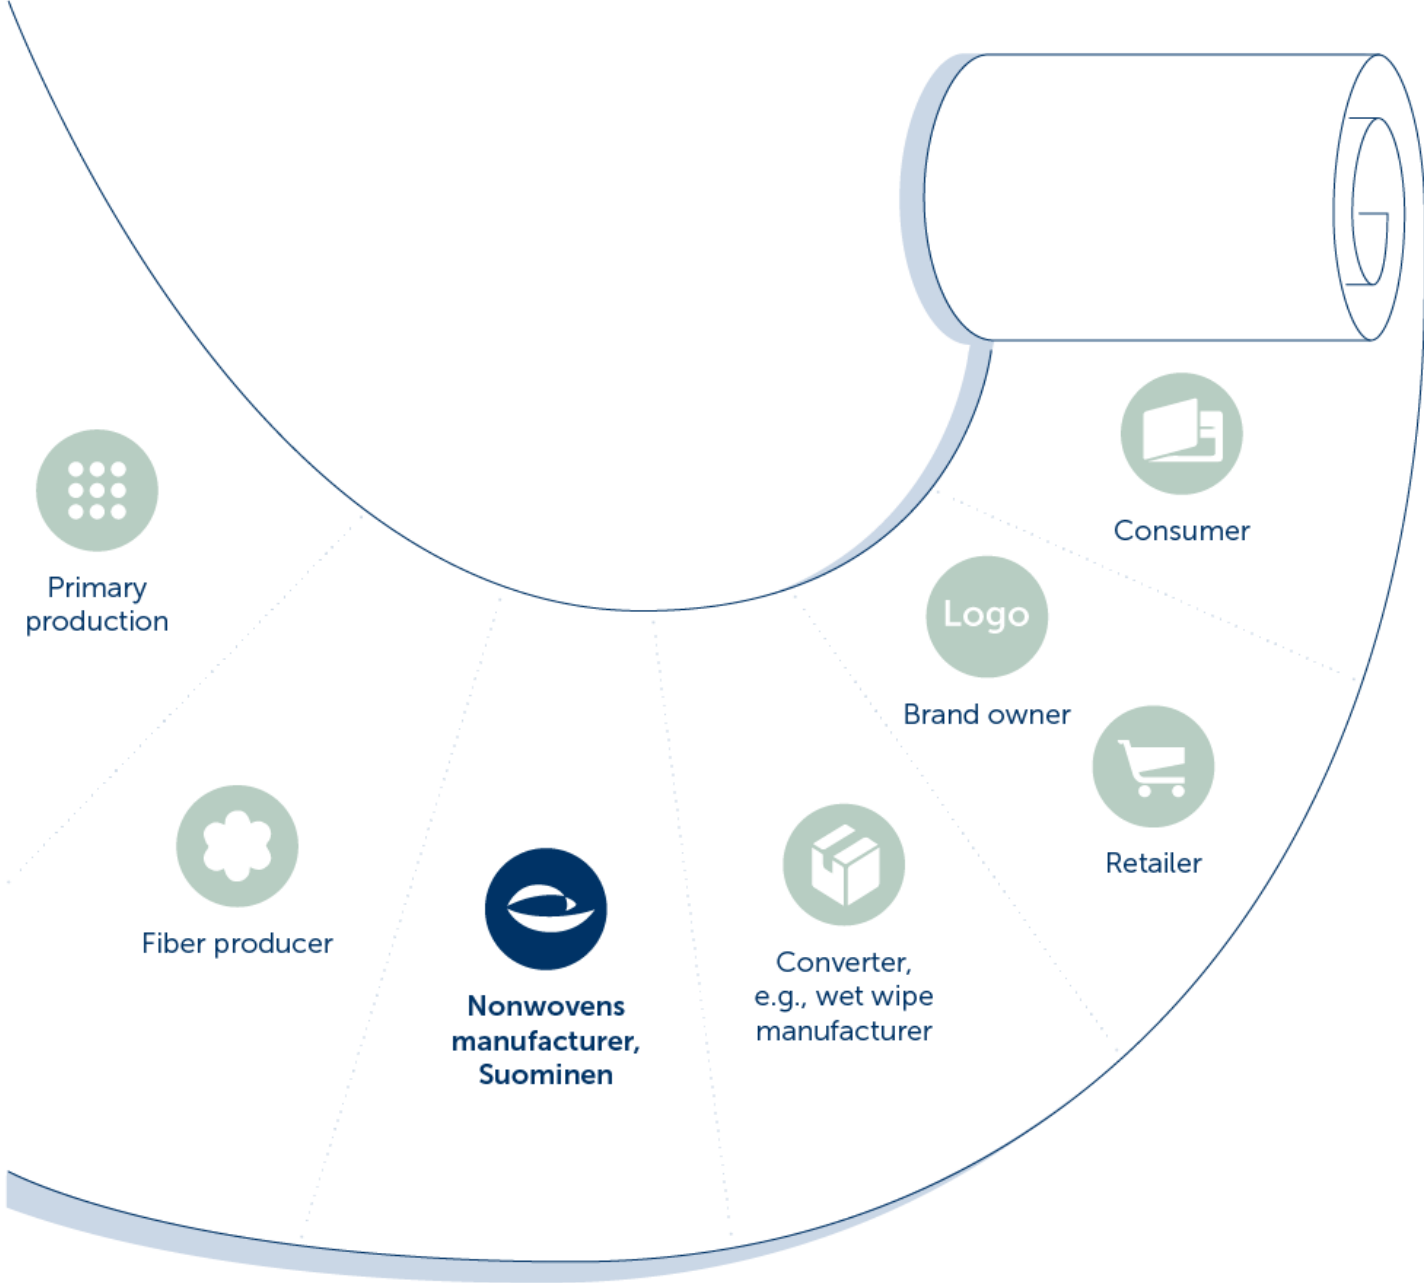 Primary
production
Fiber producer
Nonwovens
manufacturer,
Suominen
Converter,
e.g., wet wipe
manufacturer
Logo
Brand owner
Retailer
Consumer